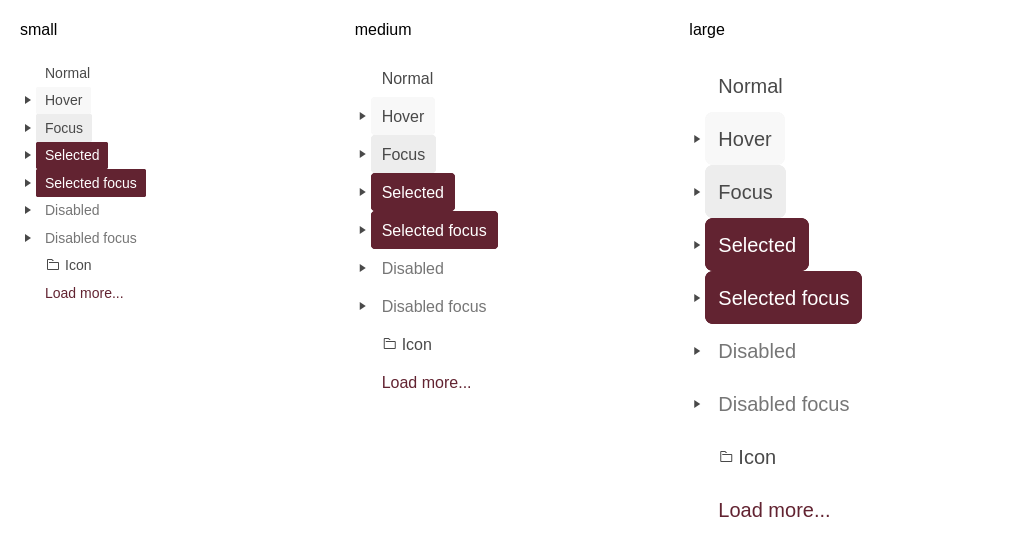 small
Normal
Hover
Focus
Selected
Selected focus
Disabled
Disabled focus
Icon
Load more...
medium
Normal
Hover
Focus
Selected
Selected focus
Disabled
Disabled focus
Icon
Load more...
large
Normal
Hover
Focus
Selected
Selected focus
Disabled
Disabled focus
Icon
Load more...